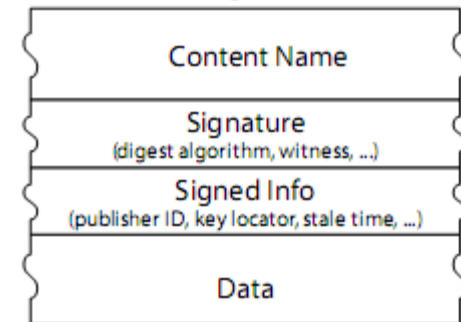 Content Name
Signature
(digest algorithm, witness, ...)
Signed Info
(publisher ID, key locator, stale time, ...)
Data